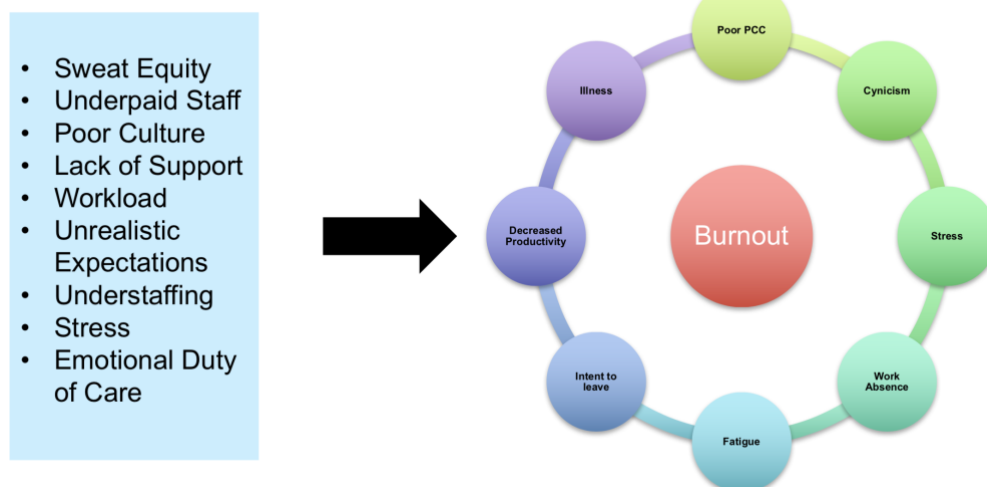 • Sweat Equity
• Underpaid Staff
• Poor Culture
• Lack of Support
• Workload
• Unrealistic
Expectations
• Understaffing
• Stress
• Emotional Duty
of Care
Poor PCC
Cynicism
Stress
Work
Absence
Fatigue
Intent to
leave
Decreased
Productivity
Illness
Burnout